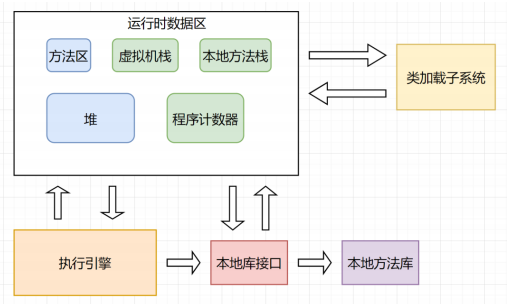 运行时数据区
方法区
虚拟机栈
本地方法栈
类加载子系统
堆
程序计数器
执行引擎
本地库接口
本地方法库